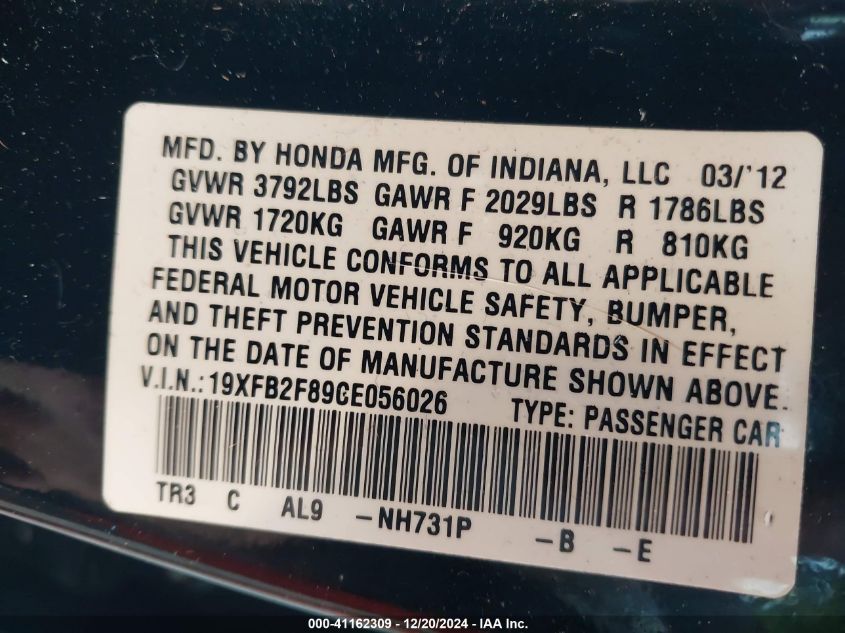 MFD. BY HONDA MFG. OF INDIANA, LLC 03/'12
GVWR 3792LBS GAWR F 2029LBS R 1786LBS
GVWR 1720KG GAWR F 920KG R 810KG
THIS VEHICLE CONFORMS TO ALL APPLICABLE
FEDERAL MOTOR VEHICLE SAFETY, BUMPER,
AND THEFT PREVENTION STANDARDS IN EFFECT
ON THE DATE OF MANUFACTURE SHOWN ABOVE.
V.I.N.: 19XFB2F89CE056026 TYPE: PASSENGER CAR
TR3 C AL9 -NH731P -B -E
000-41162309 - 12/20/2024 - IAA Inc.